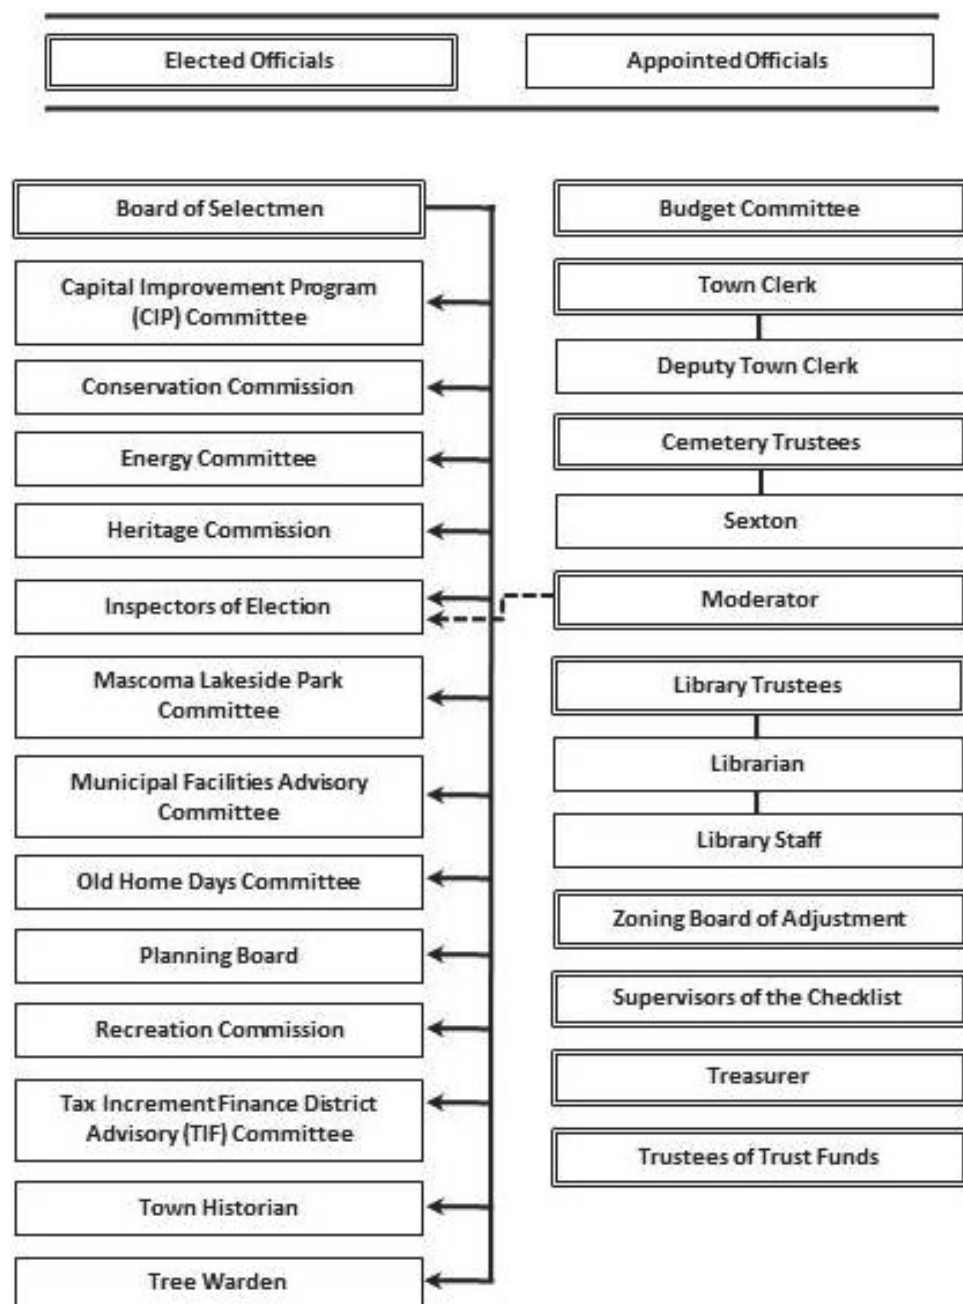 Elected Officials
Appointed Officials
Board of Selectmen
Capital Improvement Program
(CIP) Committee
Conservation Commission
Energy Committee
Heritage Commission
Inspectors of Election
Mascoma Lakeside Park
Committee
Municipal Facilities Advisory
Committee
Old Home Days Committee
Planning Board
Recreation Commission
Tax Increment Finance District
Advisory (TIF) Committee
Town Historian
Tree Warden
Budget Committee
Town Clerk
Deputy Town Clerk
Cemetery Trustees
Sexton
Moderator
Library Trustees
Librarian
Library Staff
Zoning Board of Adjustment
Supervisors of the Checklist
Treasurer
Trustees of Trust Funds